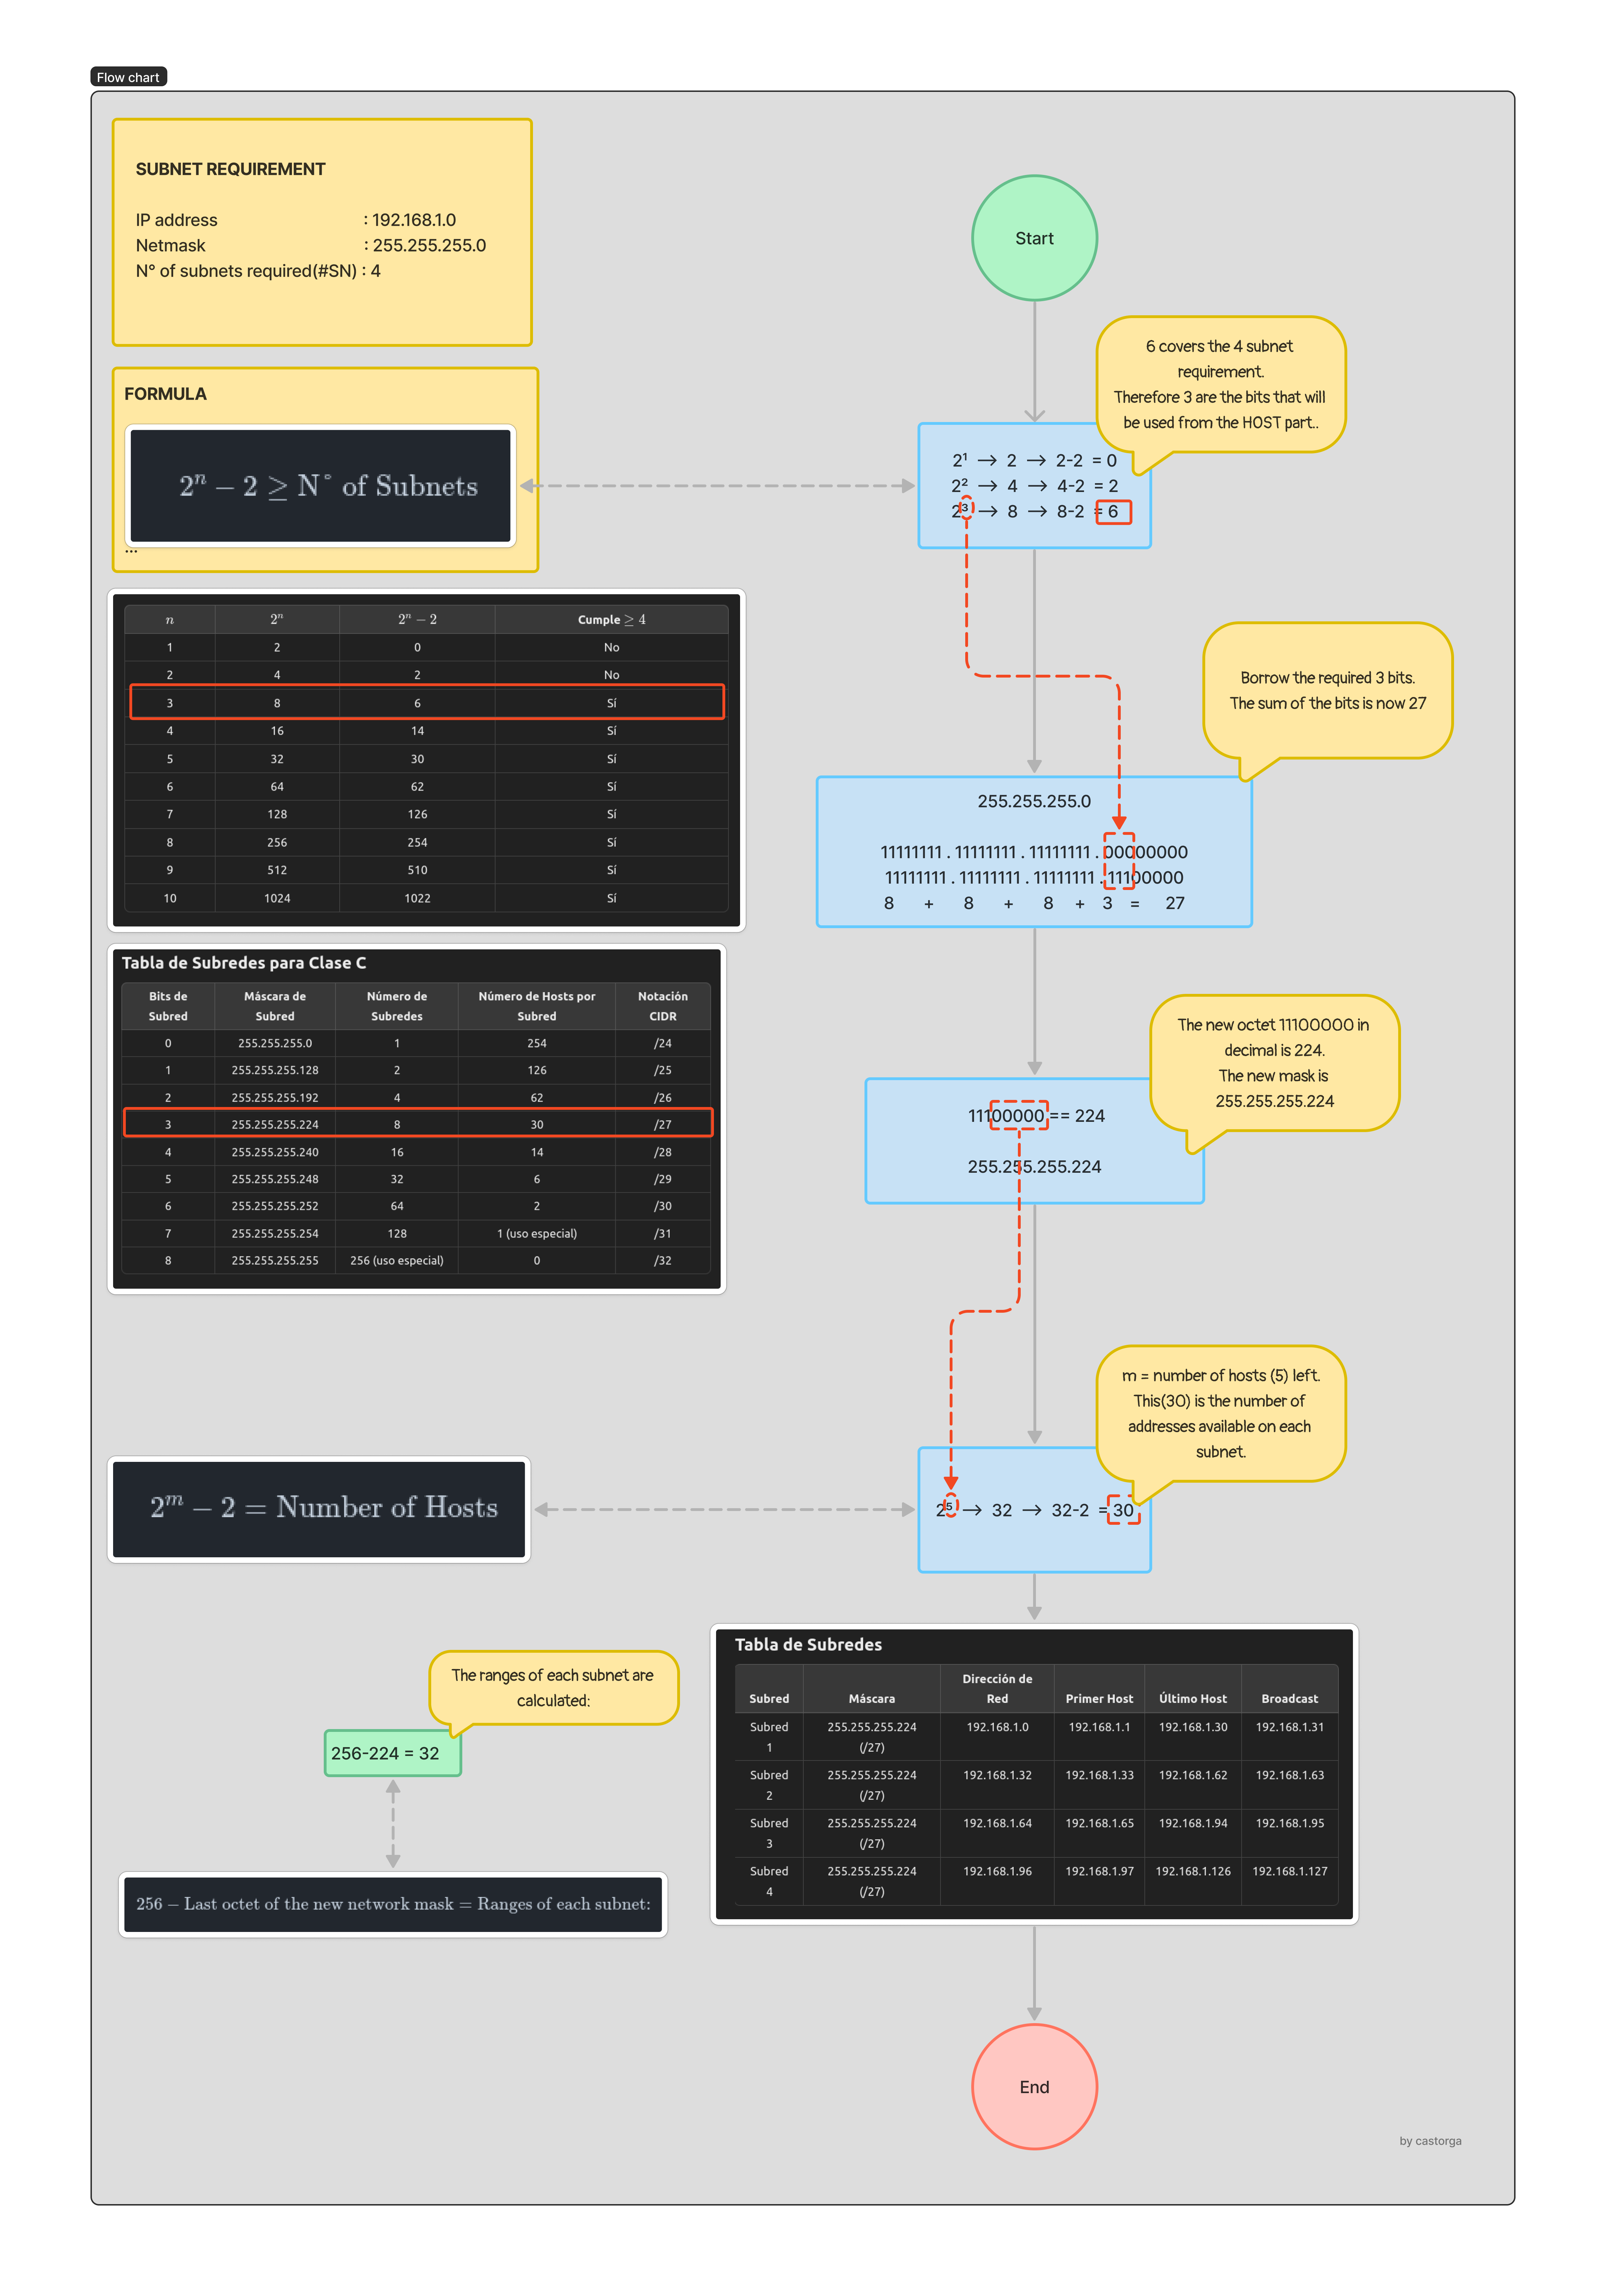 Flow chart
SUBNET REQUIREMENT
IP address : 192.168.1.0
Netmask : 255.255.255.0
N° of subnets required(#SN) : 4
FORMULA
2ⁿ − 2 ≥ N° of Subnets
...
n 2ⁿ 2ⁿ − 2 Cumple ≥ 4
1 2 0 No
2 4 2 No
3 8 6 Sí
4 16 14 Sí
5 32 30 Sí
6 64 62 Sí
7 128 126 Sí
8 256 254 Sí
9 512 510 Sí
10 1024 1022 Sí
Tabla de Subredes para Clase C
Bits de Máscara de Número de Número de Hosts por Notación
Subred Subred Subredes Subred CIDR
0 255.255.255.0 1 254 /24
1 255.255.255.128 2 126 /25
2 255.255.255.192 4 62 /26
3 255.255.255.224 8 30 /27
4 255.255.255.240 16 14 /28
5 255.255.255.248 32 6 /29
6 255.255.255.252 64 2 /30
7 255.255.255.254 128 1 (uso especial) /31
8 255.255.255.255 256 (uso especial) 0 /32
2ᵐ − 2 = Number of Hosts
The ranges of each subnet are
calculated:
256-224 = 32
256 − Last octet of the new network mask = Ranges of each subnet:
Start
6 covers the 4 subnet
requirement.
Therefore 3 are the bits that will
be used from the HOST part..
2¹ → 2 → 2-2 = 0
2² → 4 → 4-2 = 2
2³ → 8 → 8-2 = 6
Borrow the required 3 bits.
The sum of the bits is now 27
255.255.255.0
11111111 . 11111111 . 11111111 . 00000000
11111111 . 11111111 . 11111111 . 11100000
8 + 8 + 8 + 3 = 27
The new octet 11100000 in
decimal is 224.
The new mask is
255.255.255.224
11100000 == 224
255.255.255.224
m = number of hosts (5) left.
This(30) is the number of
addresses available on each
subnet.
2⁵ → 32 → 32-2 = 30
Tabla de Subredes
Dirección de
Subred Máscara Red Primer Host Último Host Broadcast
Subred 255.255.255.224 192.168.1.0 192.168.1.1 192.168.1.30 192.168.1.31
1 (/27)
Subred 255.255.255.224 192.168.1.32 192.168.1.33 192.168.1.62 192.168.1.63
2 (/27)
Subred 255.255.255.224 192.168.1.64 192.168.1.65 192.168.1.94 192.168.1.95
3 (/27)
Subred 255.255.255.224 192.168.1.96 192.168.1.97 192.168.1.126 192.168.1.127
4 (/27)
End
by castorga